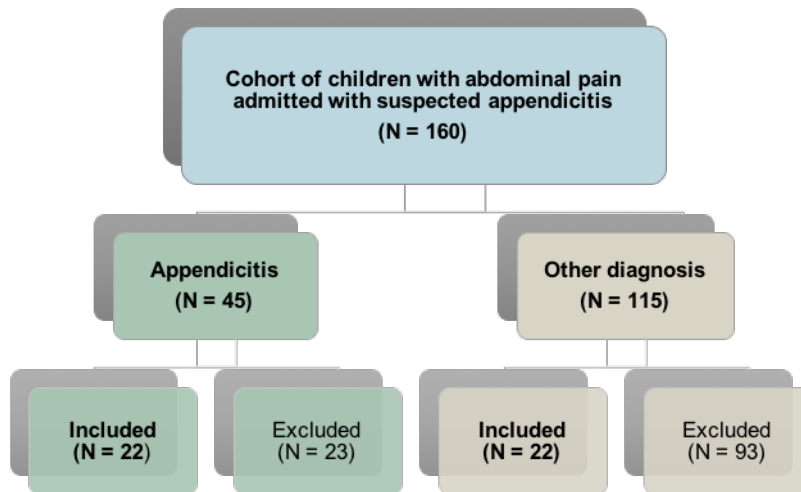 Cohort of children with abdominal pain
admitted with suspected appendicitis
(N = 160)
Appendicitis
(N = 45)
Other diagnosis
(N = 115)
Included
(N = 22)
Excluded
(N = 23)
Included
(N = 22)
Excluded
(N = 93)